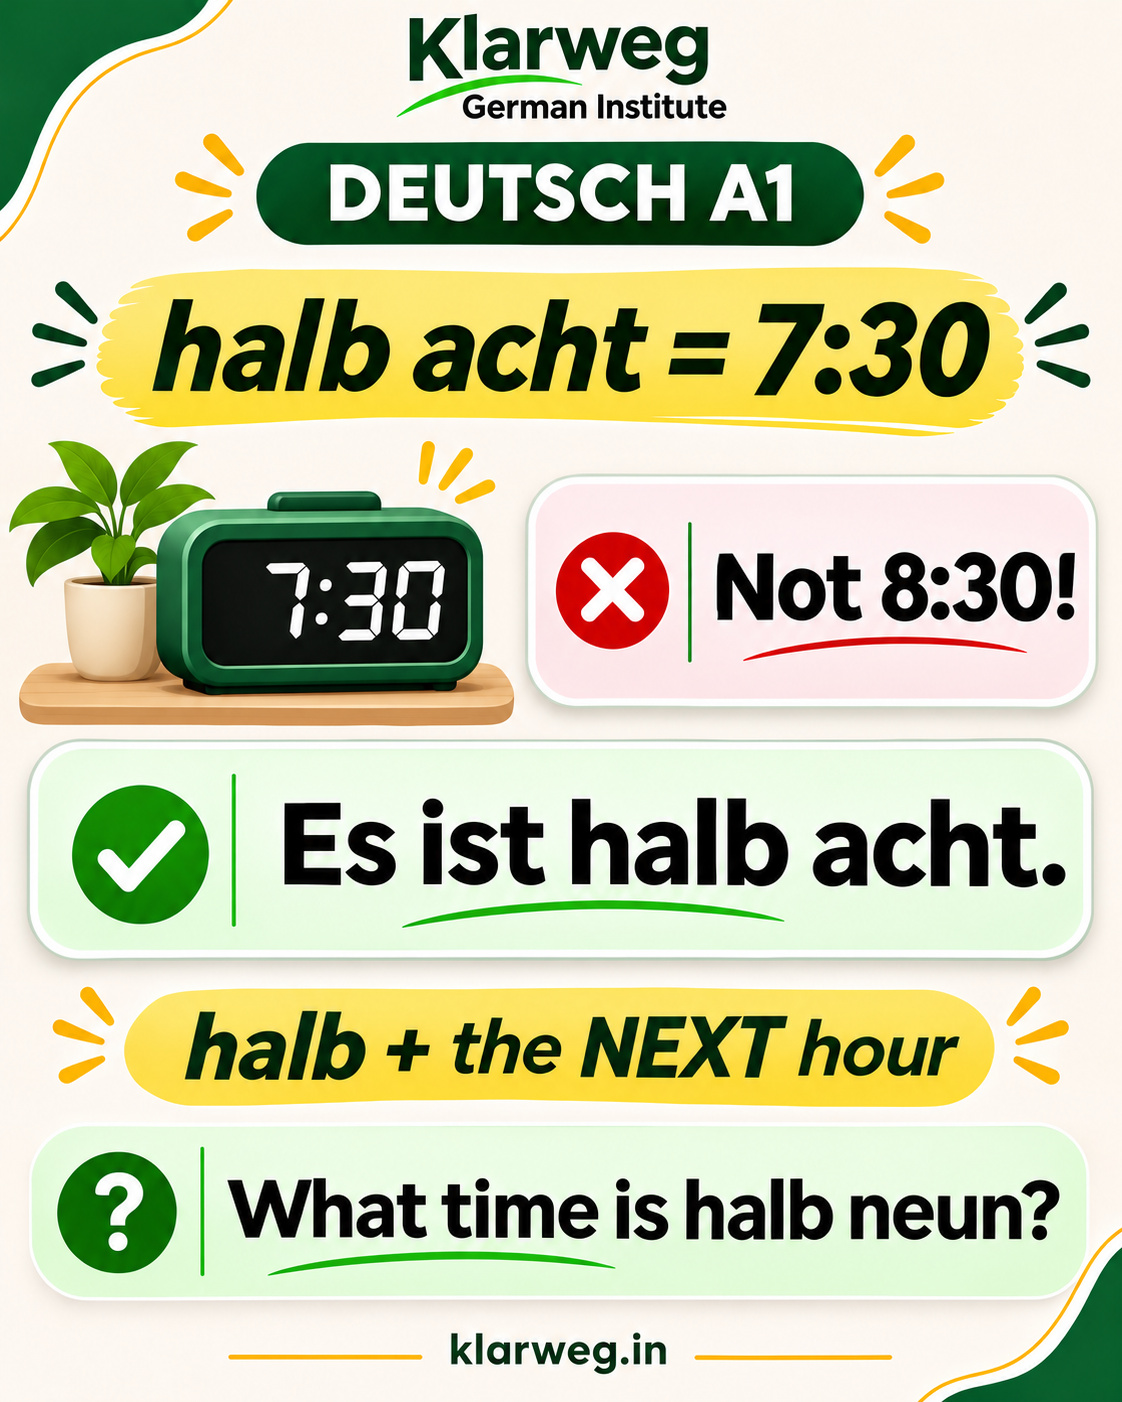 Klarweg
German Institute
DEUTSCH A1
halb acht = 7:30
7:30
Not 8:30!
Es ist halb acht.
halb + the NEXT hour
?
What time is halb neun?
klarweg.in